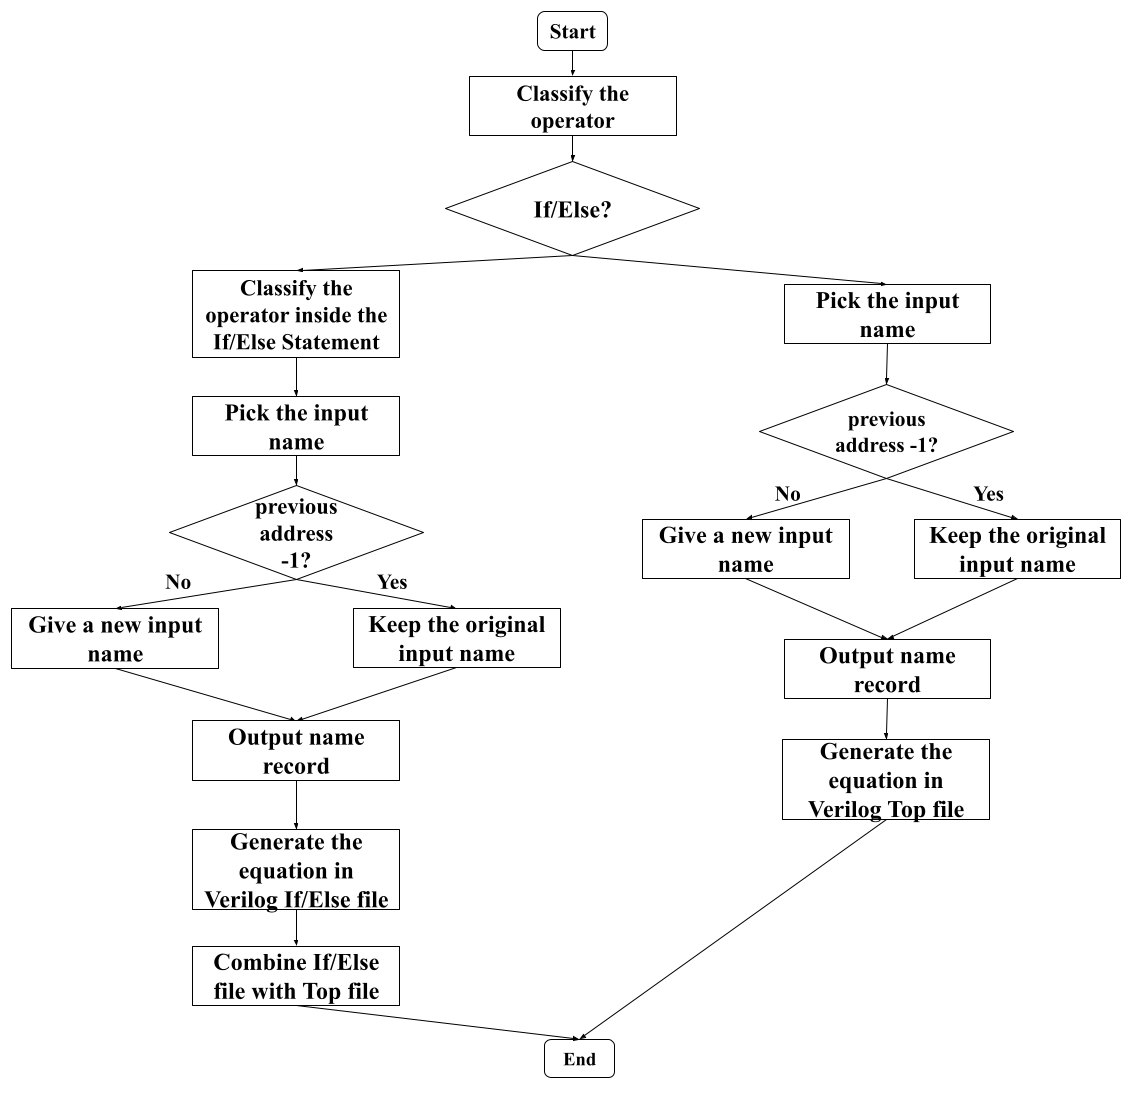 Start
Classify the
operator
If/Else?
Classify the
operator inside the
If/Else Statement
Pick the input
name
previous
address
-1?
No
Yes
Give a new input
name
Keep the original
input name
Output name
record
Generate the
equation in
Verilog If/Else file
Combine If/Else
file with Top file
Pick the input
name
previous
address -1?
No
Yes
Give a new input
name
Keep the original
input name
Output name
record
Generate the
equation in
Verilog Top file
End